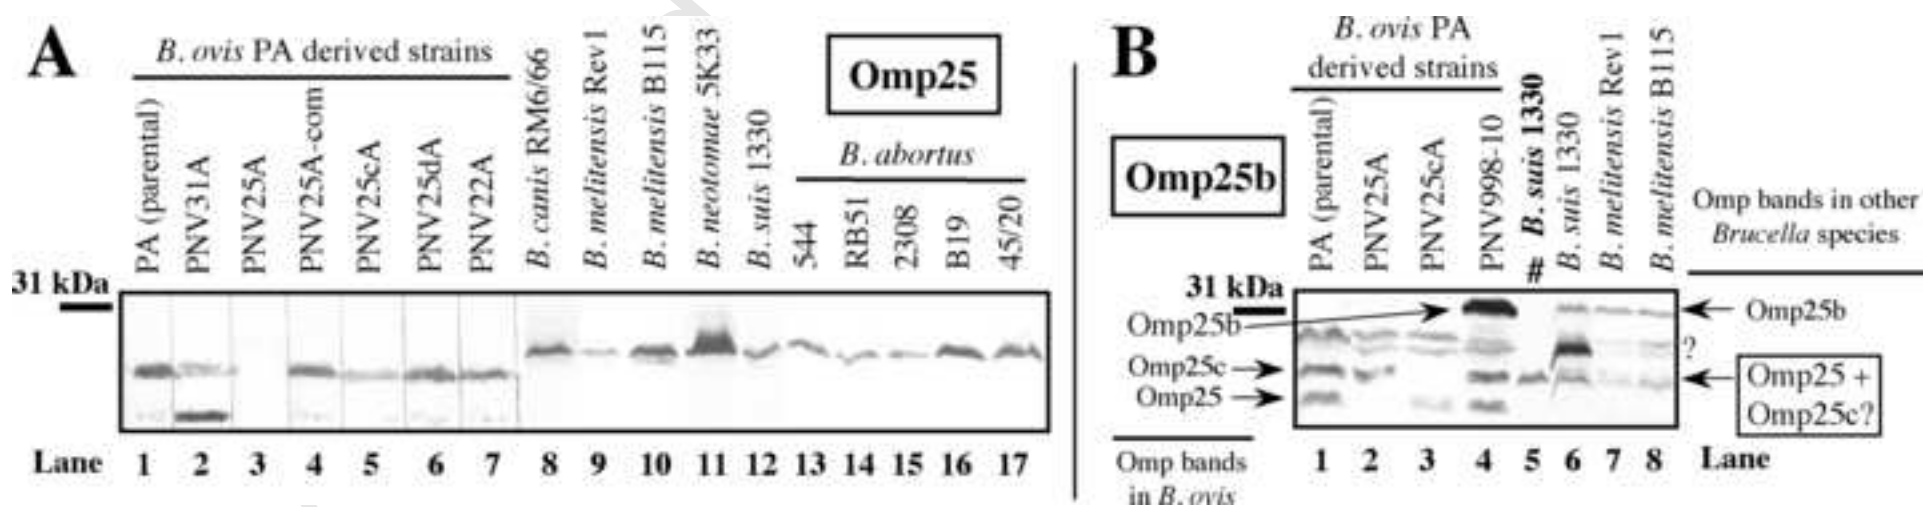 A
B. ovis PA derived strains
PA (parental)
PNV31A
PNV25A
PNV25A-com
PNV25cA
PNV25dA
PNV22A
B. canis RM6/66
B. melitensis Rev1
B. melitensis B115
B. neotomae 5K33
B. suis 1330
Omp25
B. abortus
544
RB51
2308
B19
45/20
31 kDa
Lane 1 2 3 4 5 6 7 8 9 10 11 12 13 14 15 16 17
B
B. ovis PA
derived strains
Omp25b
PA (parental)
PNV25A
PNV25cA
PNV998-10
# B. suis 1330
B. suis 1330
B. melitensis Rev1
B. melitensis B115
Omp bands in other
Brucella species
31 kDa
Omp25b
Omp25c
Omp25
Omp25b
?
Omp25 +
Omp25c?
Omp bands
in B. ovis
1 2 3 4 5 6 7 8 Lane